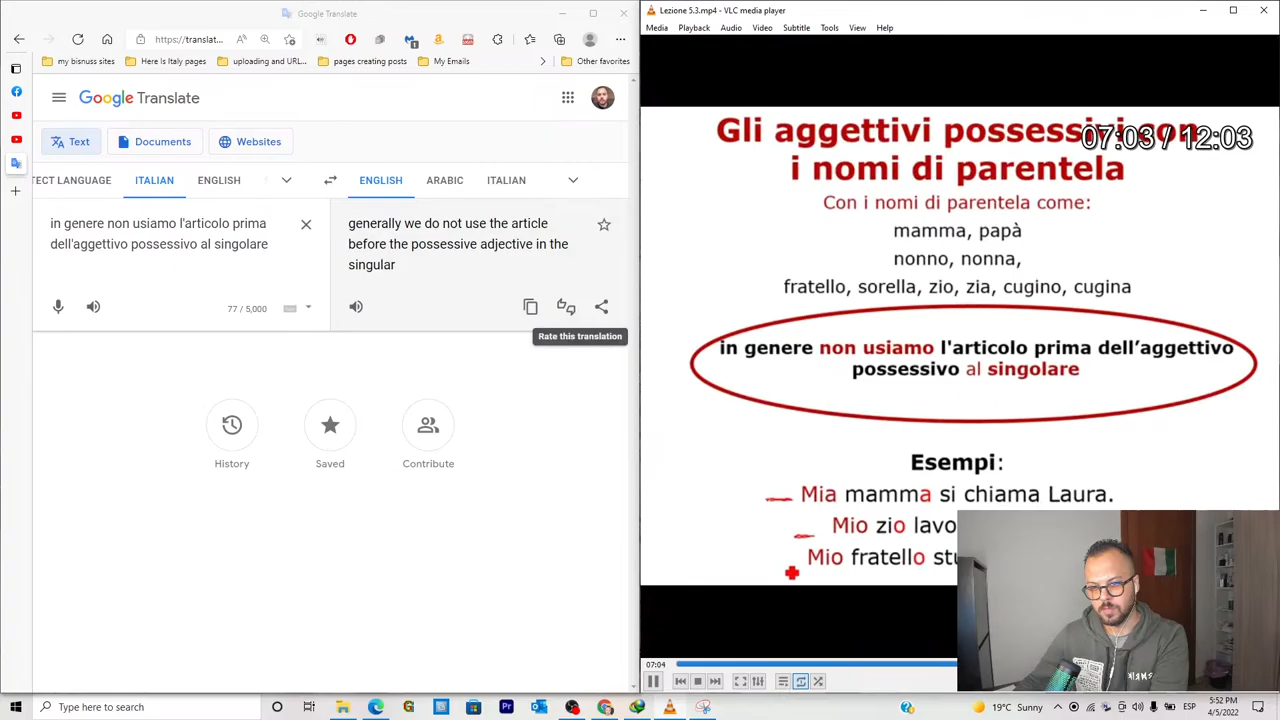 Google Translate
https://translat...
my bisnuss sites
Here Is Italy pages
uploading and URL...
pages creating posts
My Emails
Other favorites
Google Translate
Text
Documents
Websites
TECT LANGUAGE
ITALIAN
ENGLISH
ENGLISH
ARABIC
ITALIAN
in genere non usiamo l'articolo prima
dell'aggettivo possessivo al singolare
77 / 5,000
generally we do not use the article
before the possessive adjective in the
singular
Rate this translation
History
Saved
Contribute
Lezione 5.3.mp4 - VLC media player
Media
Playback
Audio
Video
Subtitle
Tools
View
Help
Gli aggettivi possessivi con
07:03 / 12:03
i nomi di parentela
Con i nomi di parentela come:
mamma, papà
nonno, nonna,
fratello, sorella, zio, zia, cugino, cugina
in genere non usiamo l'articolo prima dell’aggettivo
possessivo al singolare
Esempi:
Mia mamma si chiama Laura.
Mio zio lavo
Mio fratello stu
07:04
Type here to search
19°C Sunny
ESP
5:52 PM
4/5/2022